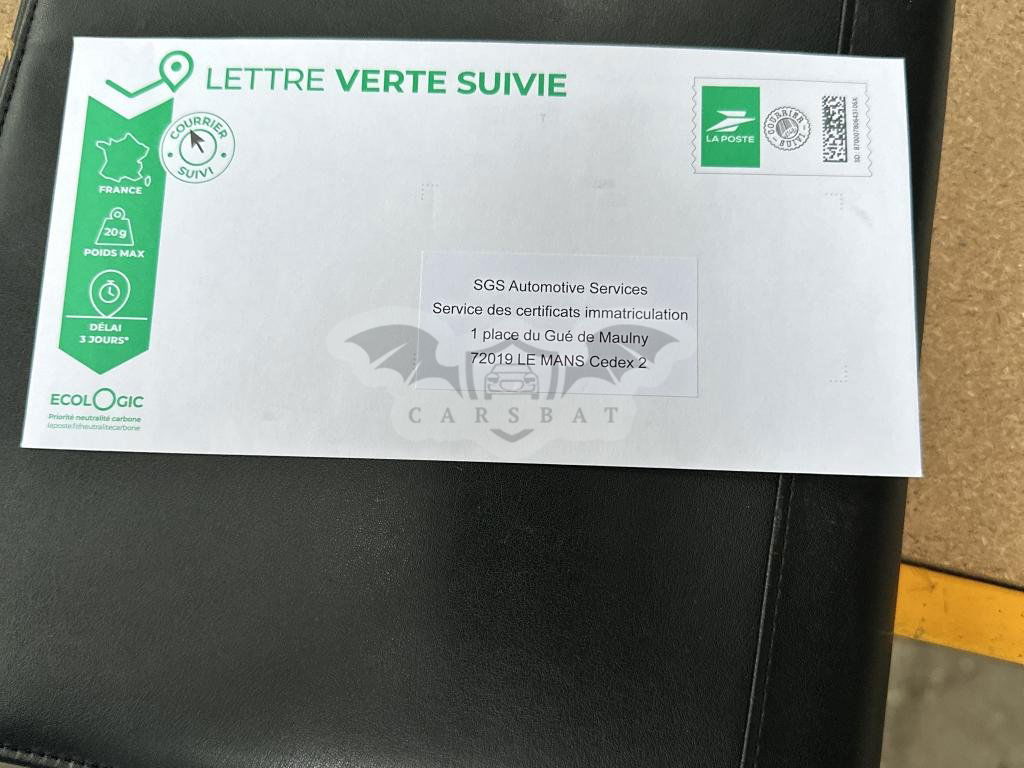 LETTRE VERTE SUIVIE
COURRIER
SUIVI
FRANCE
20g
POIDS MAX
DÉLAI
3 JOURS*
ECOLOGIC
Priorité neutralité carbone
laposte.fr/neutralitecarbone
LA POSTE
COURRIER
SUIVI
SGS Automotive Services
Service des certificats immatriculation
1 place du Gué de Maulny
72019 LE MANS Cedex 2
CARSBAT